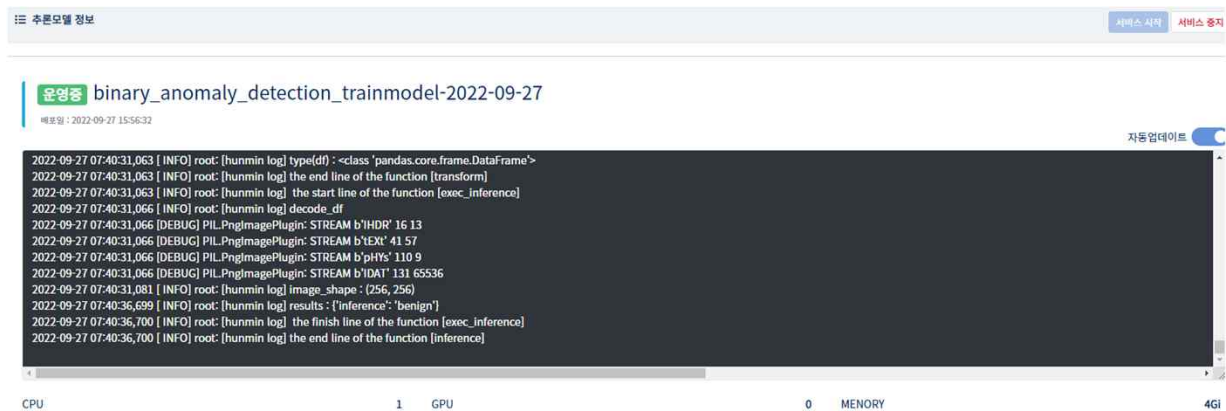 추론모델 정보
서비스 시작 서비스 중지
운영중 binary_anomaly_detection_trainmodel-2022-09-27
배포일 : 2022-09-27 15:56:32
자동업데이트
2022-09-27 07:40:31,063 [ INFO] root: [hunmin log] type(df) : <class 'pandas.core.frame.DataFrame'>
2022-09-27 07:40:31,063 [ INFO] root: [hunmin log] the end line of the function [transform]
2022-09-27 07:40:31,063 [ INFO] root: [hunmin log]  the start line of the function [exec_inference]
2022-09-27 07:40:31,066 [ INFO] root: [hunmin log] decode_df
2022-09-27 07:40:31,066 [DEBUG] PIL.PngImagePlugin: STREAM b'IHDR' 16 13
2022-09-27 07:40:31,066 [DEBUG] PIL.PngImagePlugin: STREAM b'tEXt' 41 57
2022-09-27 07:40:31,066 [DEBUG] PIL.PngImagePlugin: STREAM b'pHYs' 110 9
2022-09-27 07:40:31,066 [DEBUG] PIL.PngImagePlugin: STREAM b'IDAT' 131 65536
2022-09-27 07:40:31,081 [ INFO] root: [hunmin log] image_shape : (256, 256)
2022-09-27 07:40:36,699 [ INFO] root: [hunmin log] results : {'inference': 'benign'}
2022-09-27 07:40:36,700 [ INFO] root: [hunmin log]  the finish line of the function [exec_inference]
2022-09-27 07:40:36,700 [ INFO] root: [hunmin log] the end line of the function [inference]
CPU 1 GPU 0 MENORY 4Gi